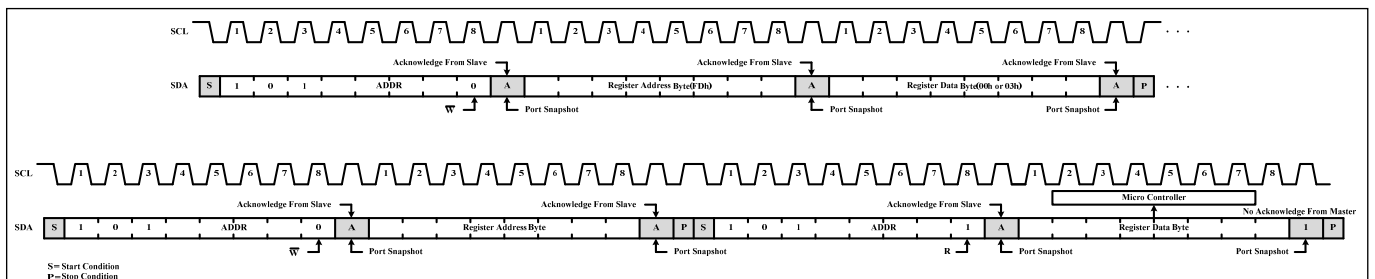 SCL 1 2 3 4 5 6 7 8 1 2 3 4 5 6 7 8 1 2 3 4 5 6 7 8 . . .
Acknowledge From Slave Acknowledge From Slave Acknowledge From Slave
SDA S 1 0 1 ADDR 0 A Register Address Byte(FDh) A Register Data Byte(00h or 03h) A P . . .
W Port Snapshot Port Snapshot Port Snapshot
SCL 1 2 3 4 5 6 7 8 1 2 3 4 5 6 7 8 1 2 3 4 5 6 7 8 1 2 3 4 5 6 7 8
Micro Controller
Acknowledge From Slave Acknowledge From Slave Acknowledge From Slave No Acknowledge From Master
SDA S 1 0 1 ADDR 0 A Register Address Byte A P S 1 0 1 ADDR 1 A Register Data Byte 1 P
W Port Snapshot Port Snapshot R Port Snapshot Port Snapshot
S=Start Condition
P=Stop Condition